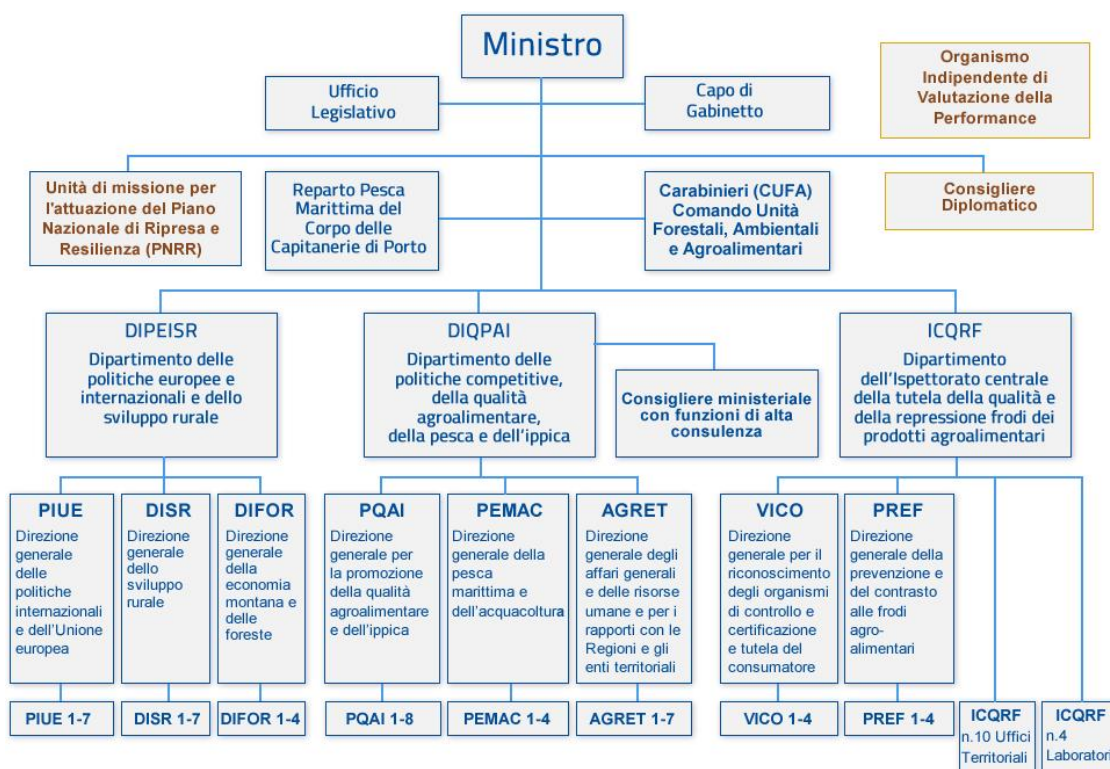 Ministro
Organismo
Indipendente di
Valutazione della
Performance
Ufficio
Legislativo
Capo di
Gabinetto
Unità di missione per
l'attuazione del Piano
Nazionale di Ripresa e
Resilienza (PNRR)
Reparto Pesca
Marittima del
Corpo delle
Capitanerie di Porto
Carabinieri (CUFA)
Comando Unità
Forestali, Ambientali
e Agroalimentari
Consigliere
Diplomatico
DIPEISR
Dipartimento delle
politiche europee e
internazionali e dello
sviluppo rurale
DIQPAI
Dipartimento delle
politiche competitive,
della qualità
agroalimentare,
della pesca e dell'ippica
Consigliere ministeriale
con funzioni di alta
consulenza
ICQRF
Dipartimento
dell'Ispettorato centrale
della tutela della qualità e
della repressione frodi dei
prodotti agroalimentari
PIUE
Direzione
generale
delle
politiche
internazionali
e dell'Unione
europea
DISR
Direzione
generale
dello
sviluppo
rurale
DIFOR
Direzione
generale
della
economia
montana e
delle
foreste
PQAI
Direzione
generale per
la promozione
della qualità
agroalimentare
e dell'ippica
PEMAC
Direzione
generale della
pesca
marittima e
dell'acquacoltura
AGRET
Direzione
generale degli
affari generali
e delle risorse
umane e per i
rapporti con le
Regioni e gli
enti territoriali
VICO
Direzione
generale per il
riconoscimento
degli organismi
di controllo e
certificazione
e tutela del
consumatore
PREF
Direzione
generale della
prevenzione e
del contrasto
alle frodi
agro-
alimentari
PIUE 1-7
DISR 1-7
DIFOR 1-4
PQAI 1-8
PEMAC 1-4
AGRET 1-7
VICO 1-4
PREF 1-4
ICQRF
n.10 Uffici
Territoriali
ICQRF
n.4
Laboratori